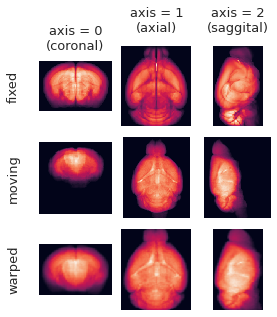 axis = 0
(coronal)
axis = 1
(axial)
axis = 2
(saggital)
fixed
moving
warped